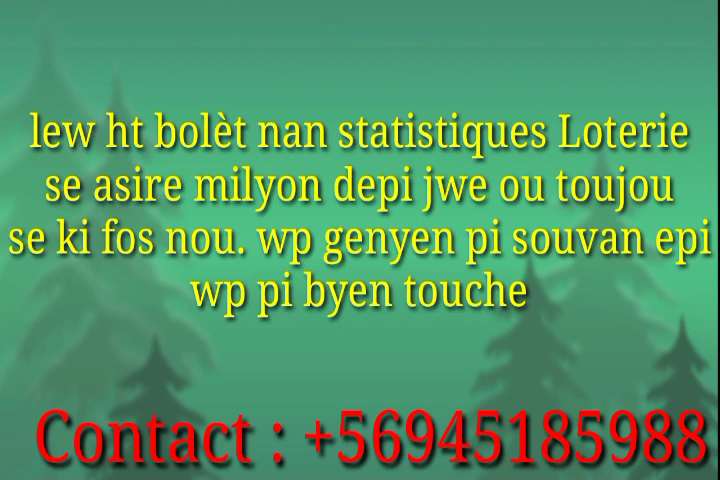 lew ht bolèt nan statistiques Loterie
se asire milyon depi jwe ou toujou
se ki fos nou. wp genyen pi souvan epi
wp pi byen touche
Contact : +56945185988